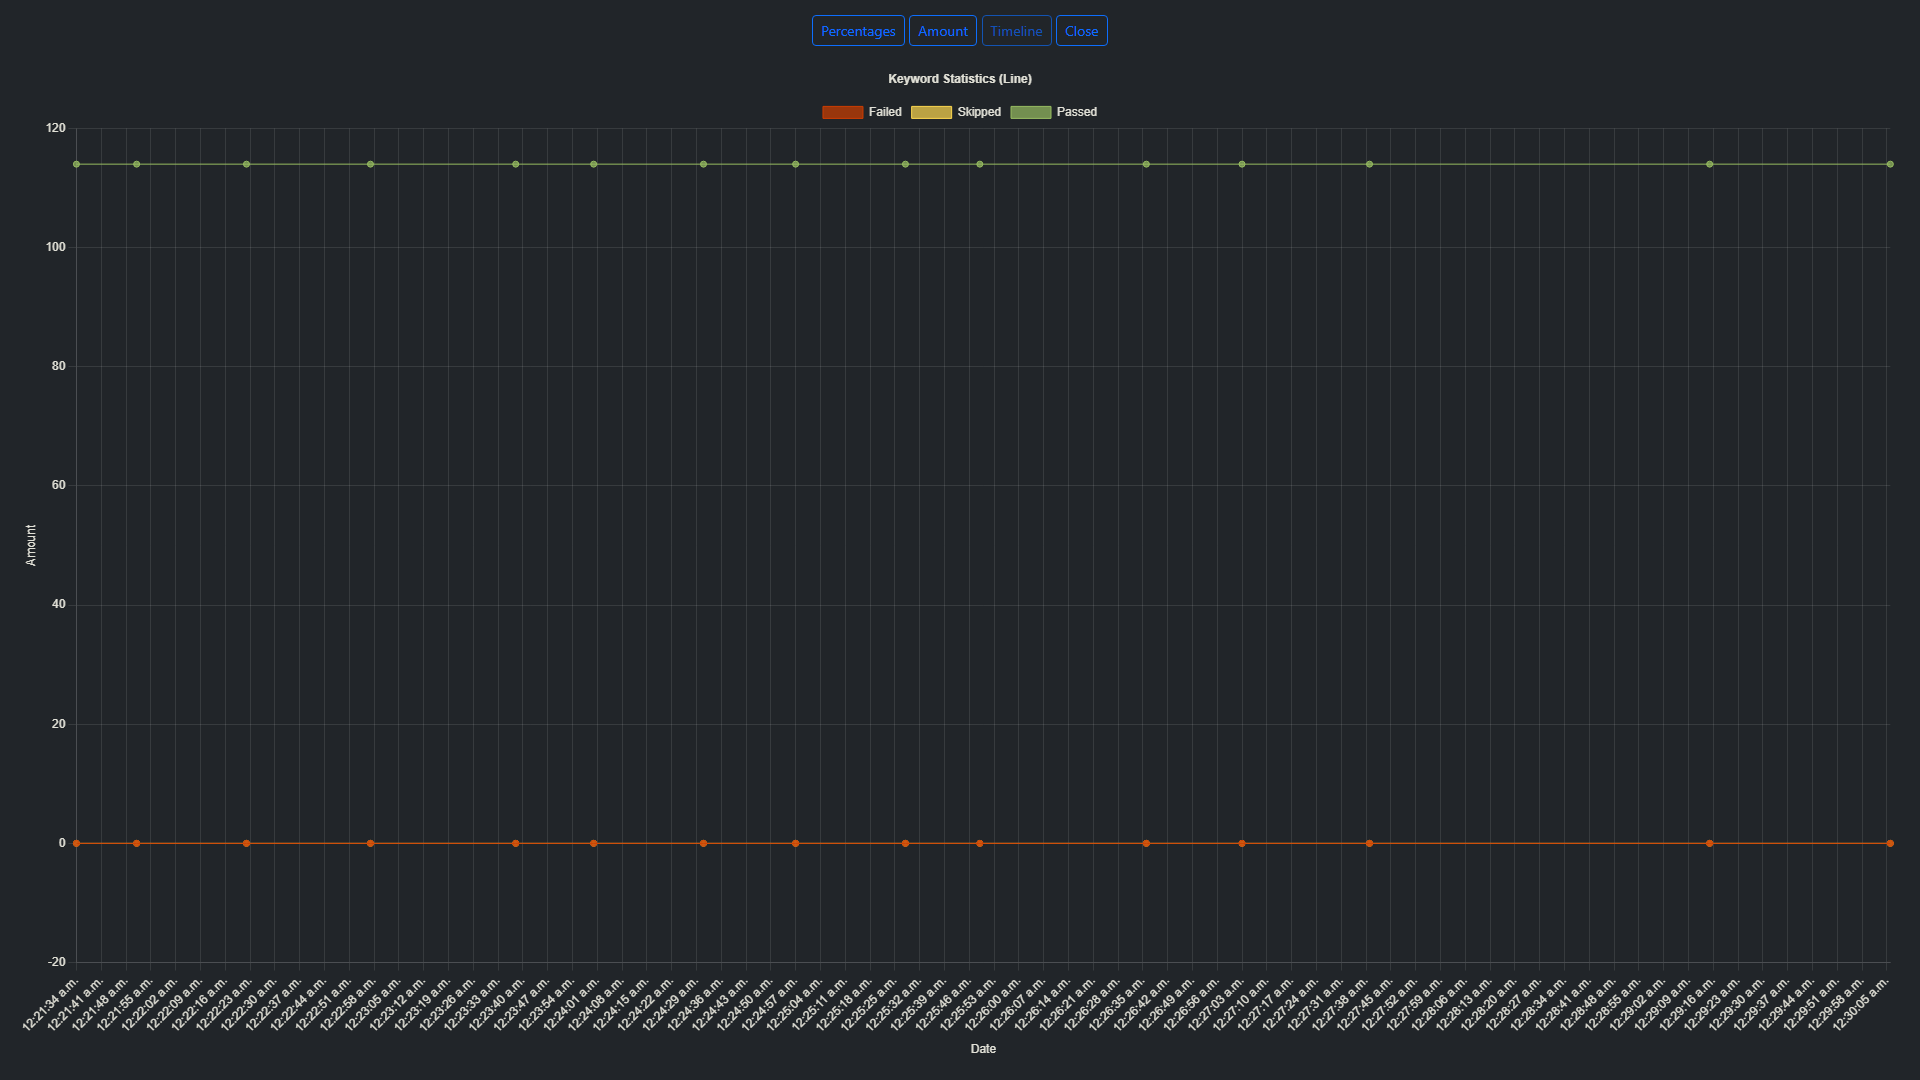 Percentages Amount Timeline Close
Keyword Statistics (Line)
Failed Skipped Passed
120
100
80
60
40
20
0
-20
Amount
12:21:34 a.m. 12:21:41 a.m. 12:21:48 a.m. 12:21:55 a.m. 12:22:02 a.m. 12:22:09 a.m. 12:22:16 a.m. 12:22:23 a.m. 12:22:30 a.m. 12:22:37 a.m. 12:22:44 a.m. 12:22:51 a.m. 12:22:58 a.m. 12:23:05 a.m. 12:23:12 a.m. 12:23:19 a.m. 12:23:26 a.m. 12:23:33 a.m. 12:23:40 a.m. 12:23:47 a.m. 12:23:54 a.m. 12:24:01 a.m. 12:24:08 a.m. 12:24:15 a.m. 12:24:22 a.m. 12:24:29 a.m. 12:24:36 a.m. 12:24:43 a.m. 12:24:50 a.m. 12:24:57 a.m. 12:25:04 a.m. 12:25:11 a.m. 12:25:18 a.m. 12:25:25 a.m. 12:25:32 a.m. 12:25:39 a.m. 12:25:46 a.m. 12:25:53 a.m. 12:26:00 a.m. 12:26:07 a.m. 12:26:14 a.m. 12:26:21 a.m. 12:26:28 a.m. 12:26:35 a.m. 12:26:42 a.m. 12:26:49 a.m. 12:26:56 a.m. 12:27:03 a.m. 12:27:10 a.m. 12:27:17 a.m. 12:27:24 a.m. 12:27:31 a.m. 12:27:38 a.m. 12:27:45 a.m. 12:27:52 a.m. 12:27:59 a.m. 12:28:06 a.m. 12:28:13 a.m. 12:28:20 a.m. 12:28:27 a.m. 12:28:34 a.m. 12:28:41 a.m. 12:28:48 a.m. 12:28:55 a.m. 12:29:02 a.m. 12:29:09 a.m. 12:29:16 a.m. 12:29:23 a.m. 12:29:30 a.m. 12:29:37 a.m. 12:29:44 a.m. 12:29:51 a.m. 12:29:58 a.m. 12:30:05 a.m.
Date